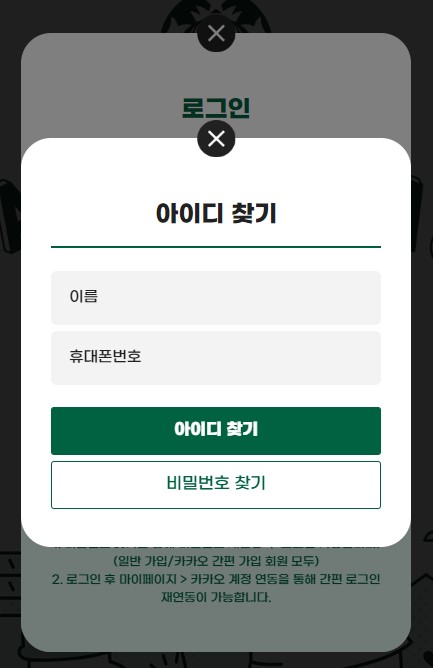 로그인
아이디 찾기
이름
휴대폰번호
아이디 찾기
비밀번호 찾기
(일반 가입/카카오 간편 가입 회원 모두)
2. 로그인 후 마이페이지 > 카카오 계정 연동을 통해 간편 로그인
재연동이 가능합니다.